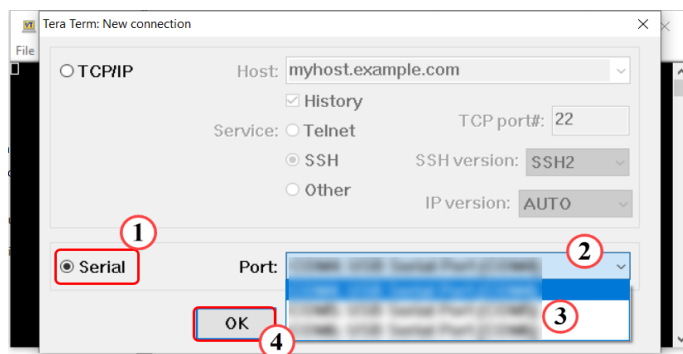 VT Tera Term: New connection
File
TCP/IP Host: myhost.example.com
History
Service: Telnet TCP port#: 22
SSH SSH version: SSH2
Other IP version: AUTO
1
Serial Port: 2
3
OK 4